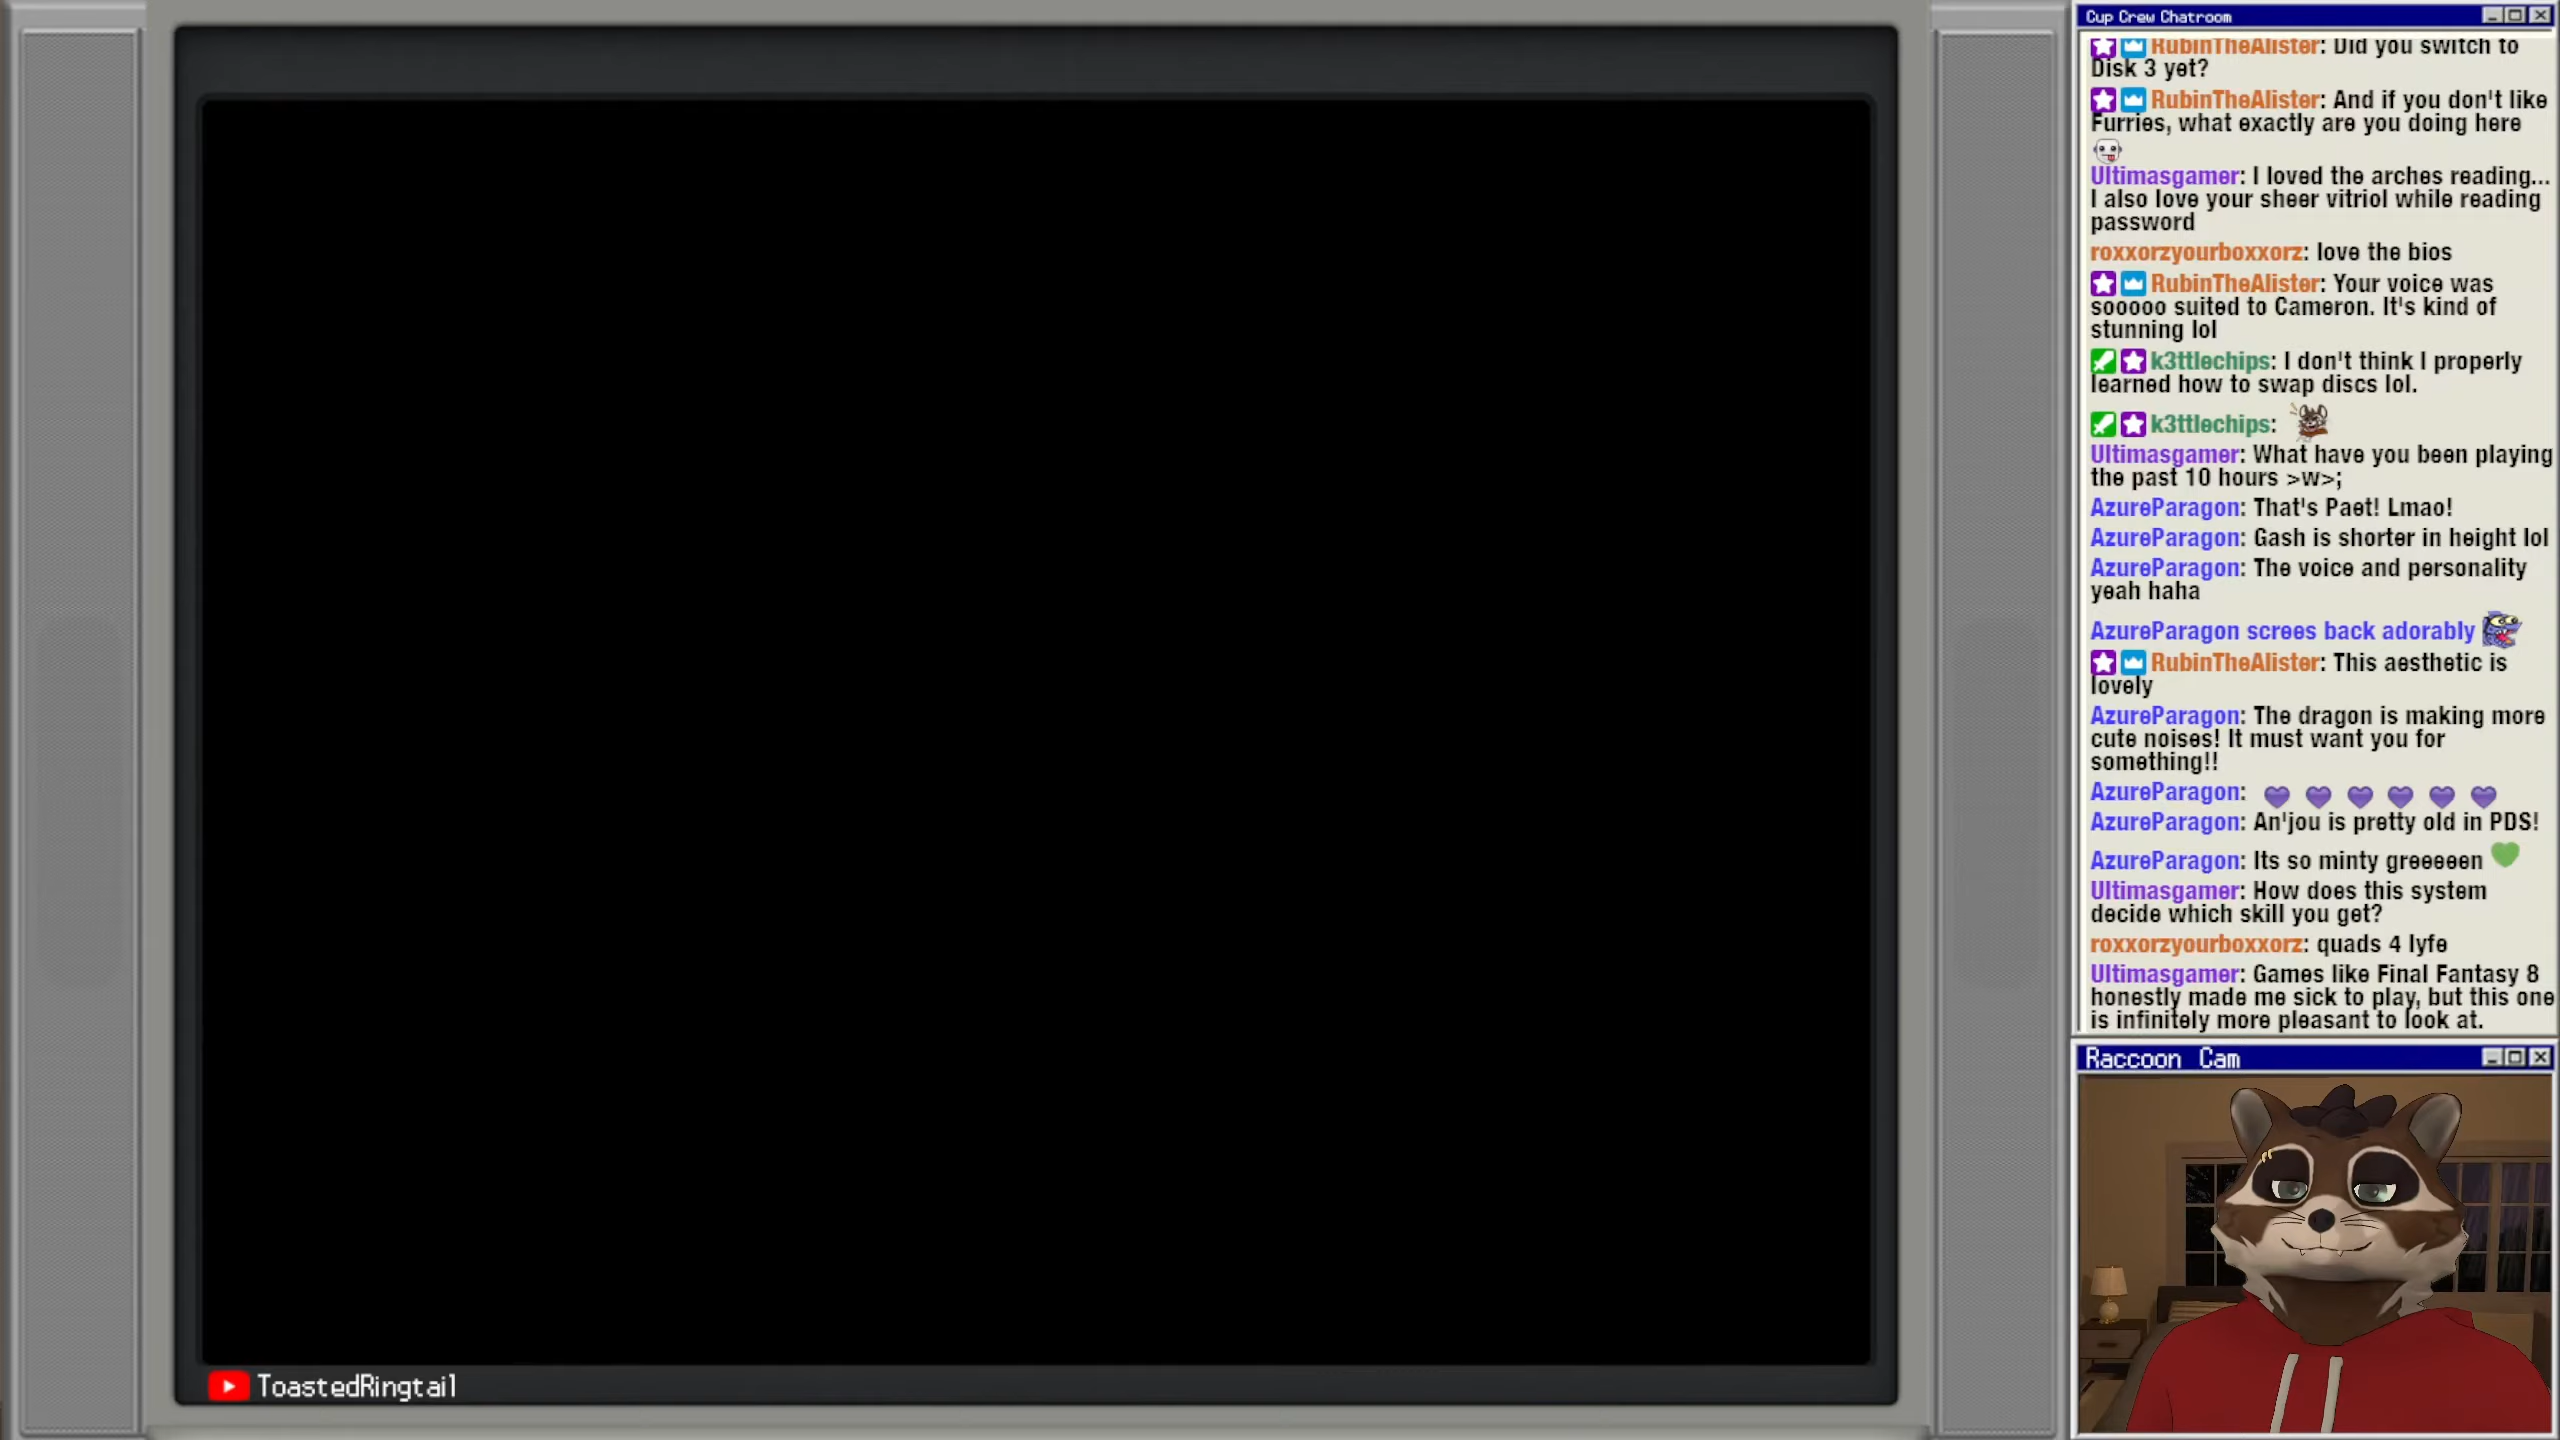 Cup Crew Chatroom
RubinTheAlister: Did you switch to
Disk 3 yet?
RubinTheAlister: And if you don't like
Furries, what exactly are you doing here
Ultimasgamer: I loved the arches reading...
I also love your sheer vitriol while reading
password
roxxorzyourboxxorz: love the bios
RubinTheAlister: Your voice was
sooooo suited to Cameron. It's kind of
stunning lol
k3ttlechips: I don't think I properly
learned how to swap discs lol.
k3ttlechips:
Ultimasgamer: What have you been playing
the past 10 hours >w>;
AzureParagon: That's Paet! Lmao!
AzureParagon: Gash is shorter in height lol
AzureParagon: The voice and personality
yeah haha
AzureParagon screes back adorably
RubinTheAlister: This aesthetic is
lovely
AzureParagon: The dragon is making more
cute noises! It must want you for
something!!
AzureParagon:
AzureParagon: An'jou is pretty old in PDS!
AzureParagon: Its so minty greeeeen
Ultimasgamer: How does this system
decide which skill you get?
roxxorzyourboxxorz: quads 4 lyfe
Ultimasgamer: Games like Final Fantasy 8
honestly made me sick to play, but this one
is infinitely more pleasant to look at.
Raccoon Cam
ToastedRingtail